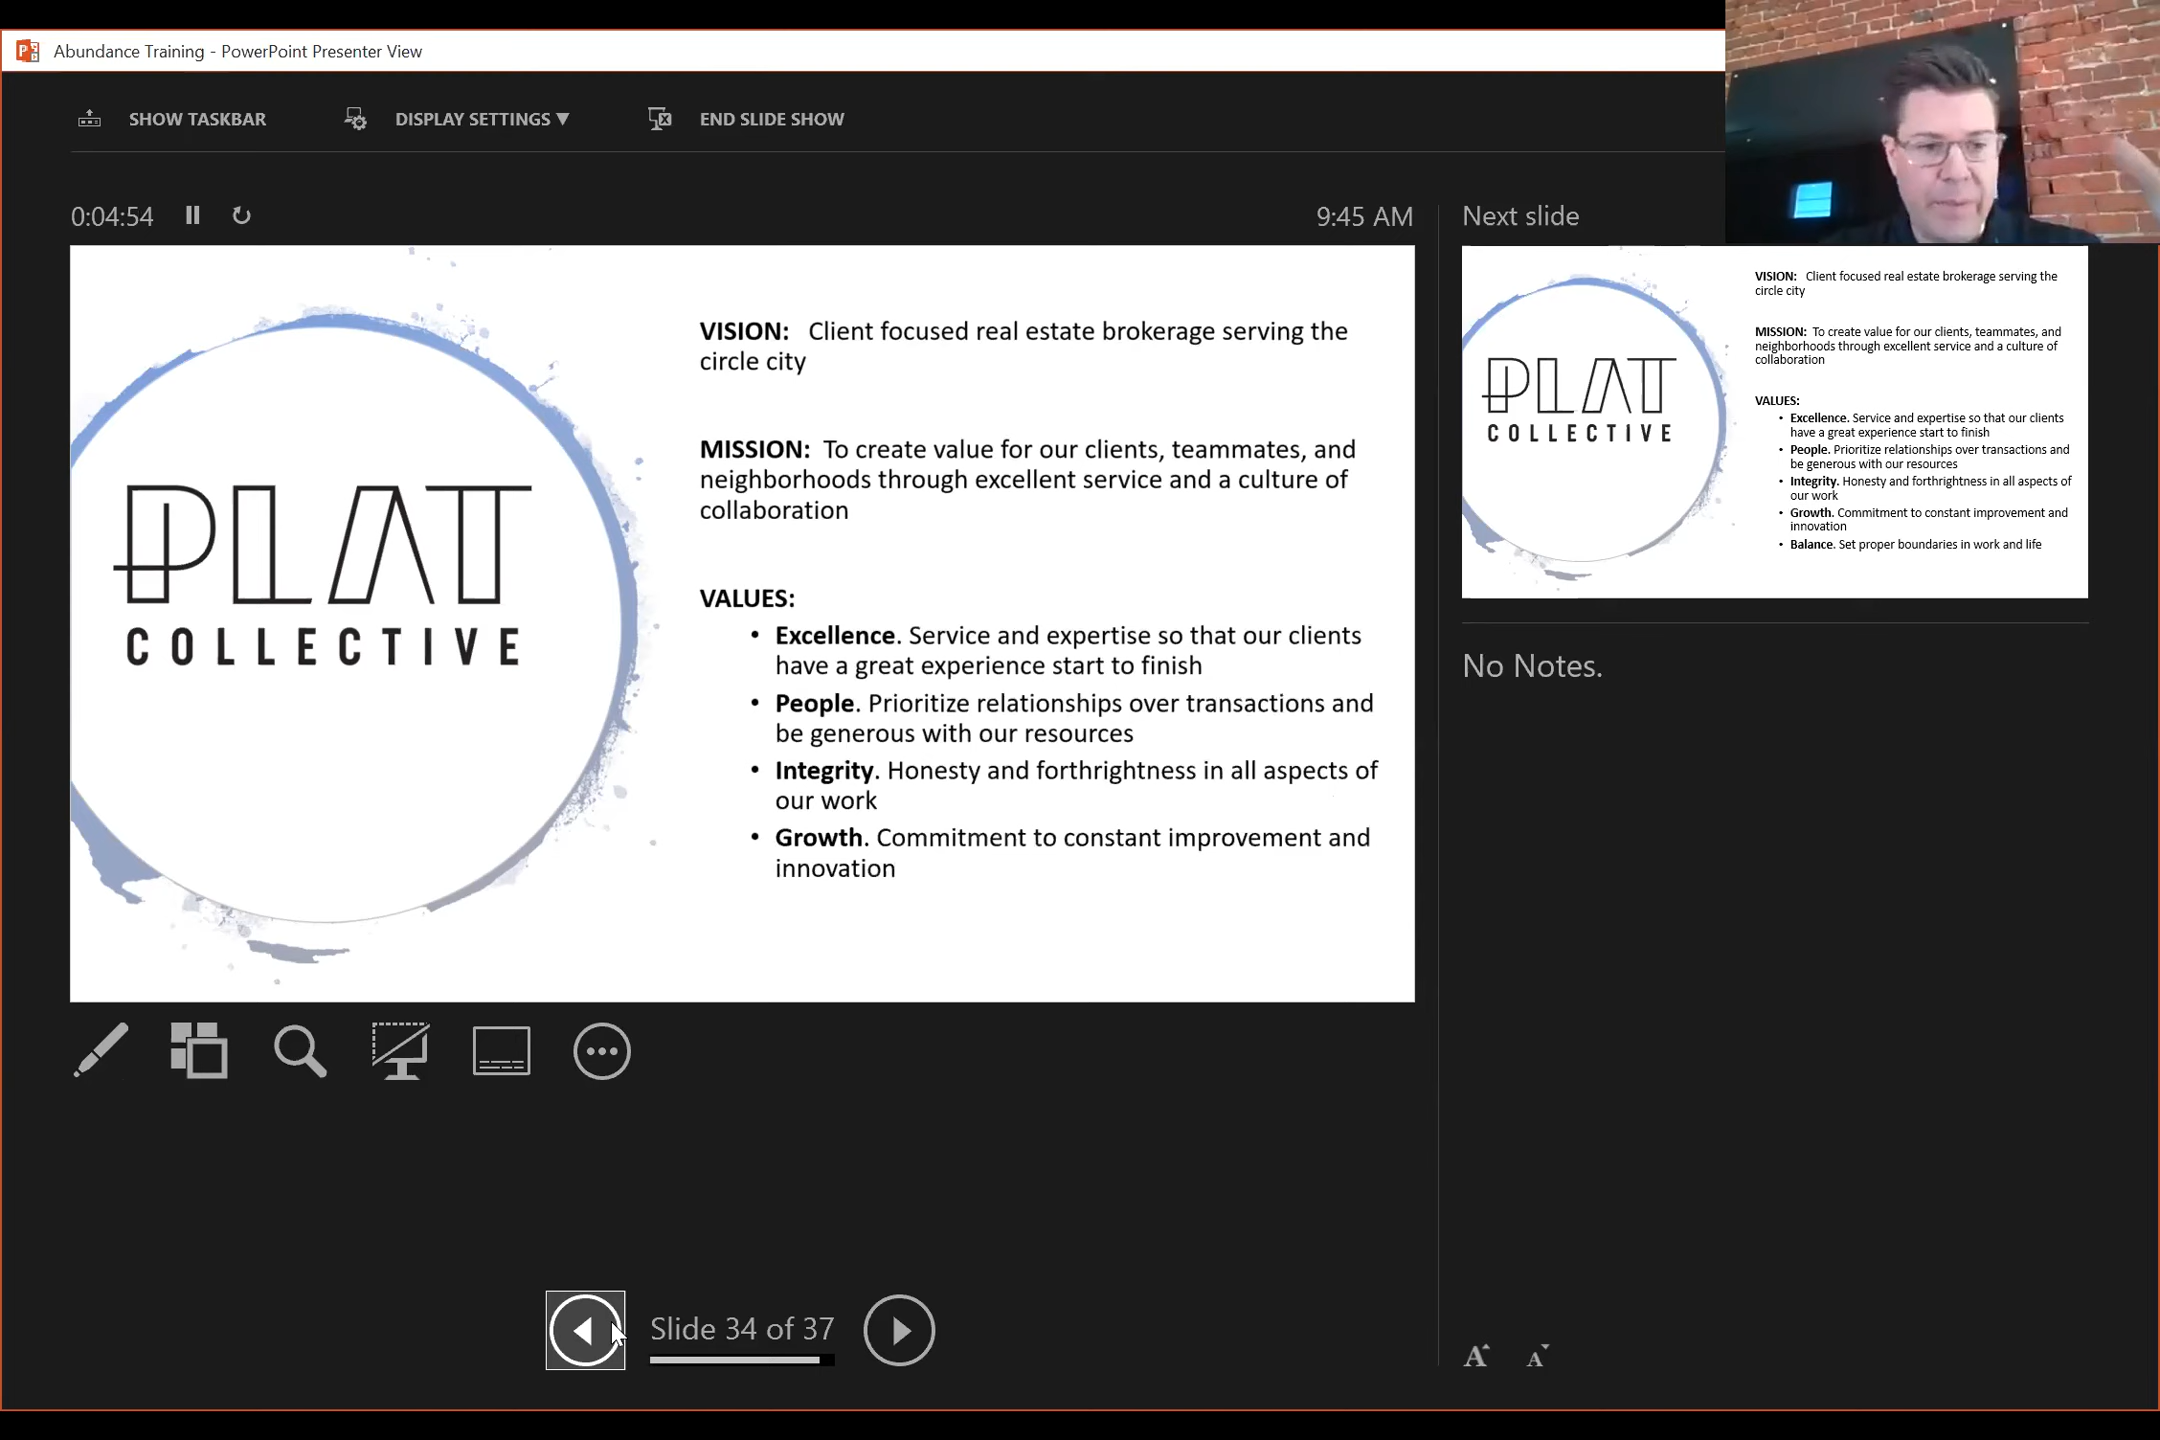 Abundance Training - PowerPoint Presenter View
SHOW TASKBAR
DISPLAY SETTINGS ▼
END SLIDE SHOW
0:04:54
9:45 AM
PLAT
COLLECTIVE
VISION: Client focused real estate brokerage serving the
circle city
MISSION: To create value for our clients, teammates, and
neighborhoods through excellent service and a culture of
collaboration
VALUES:
• Excellence. Service and expertise so that our clients
have a great experience start to finish
• People. Prioritize relationships over transactions and
be generous with our resources
• Integrity. Honesty and forthrightness in all aspects of
our work
• Growth. Commitment to constant improvement and
innovation
Slide 34 of 37
Next slide
PLAT
COLLECTIVE
VISION: Client focused real estate brokerage serving the
circle city
MISSION: To create value for our clients, teammates, and
neighborhoods through excellent service and a culture of
collaboration
VALUES:
• Excellence. Service and expertise so that our clients
have a great experience start to finish
• People. Prioritize relationships over transactions and
be generous with our resources
• Integrity. Honesty and forthrightness in all aspects of
our work
• Growth. Commitment to constant improvement and
innovation
• Balance. Set proper boundaries in work and life
No Notes.
A A